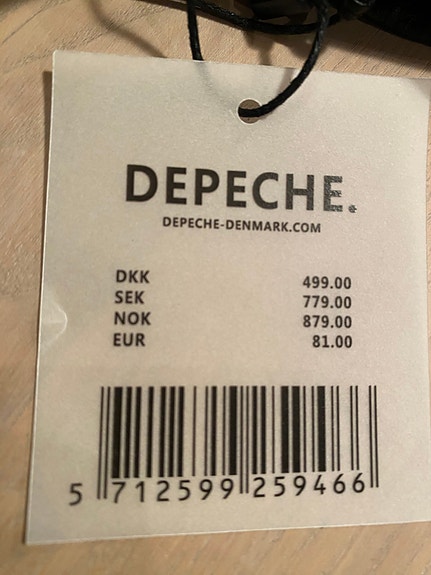 DEPECHE.
DEPECHE-DENMARK.COM
DKK 499.00
SEK 779.00
NOK 879.00
EUR 81.00
5 712599 259466